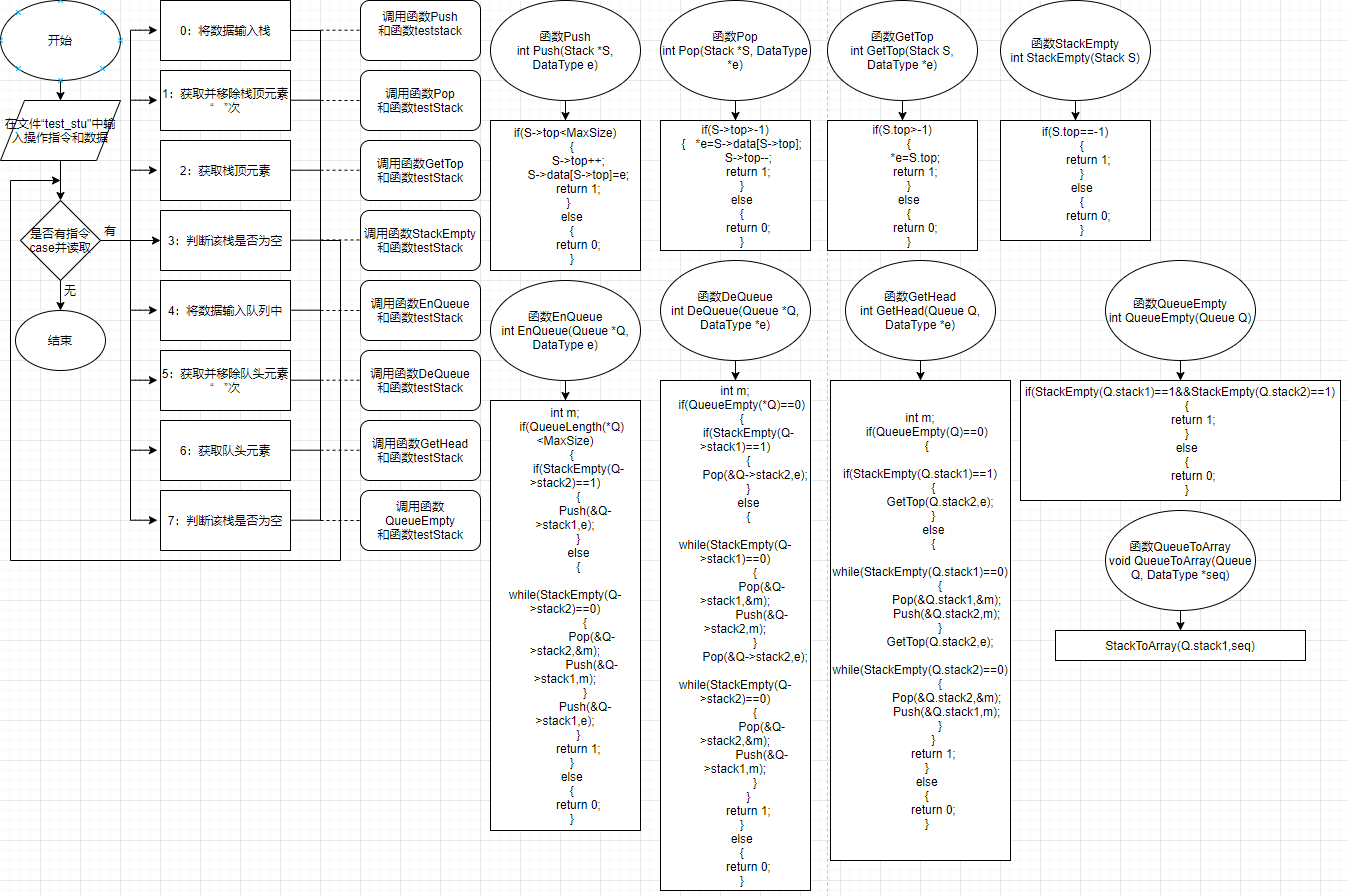 开始
在文件“test_stu”中输
入操作指令和数据
是否有指令
case并读取
有
无
结束
0：将数据输入栈
1：获取并移除栈顶元素
“ ”次
2：获取栈顶元素
3：判断该栈是否为空
4：将数据输入队列中
5：获取并移除队头元素
“ ”次
6：获取队头元素
7：判断该栈是否为空
调用函数Push
和函数teststack
调用函数Pop
和函数testStack
调用函数GetTop
和函数testStack
调用函数StackEmpty
和函数testStack
调用函数EnQueue
和函数testStack
调用函数DeQueue
和函数testStack
调用函数GetHead
和函数testStack
调用函数
QueueEmpty
和函数testStack
函数Push
int Push(Stack *S,
DataType e)
if(S->top<MaxSize)
{
S->top++;
S->data[S->top]=e;
return 1;
}
else
{
return 0;
}
函数Pop
int Pop(Stack *S, DataType
*e)
if(S->top>-1)
{ *e=S->data[S->top];
S->top--;
return 1;
}
else
{
return 0;
}
函数GetTop
int GetTop(Stack S,
DataType *e)
if(S.top>-1)
{
*e=S.top;
return 1;
}
else
{
return 0;
}
函数StackEmpty
int StackEmpty(Stack S)
if(S.top==-1)
{
return 1;
}
else
{
return 0;
}
函数EnQueue
int EnQueue(Queue *Q,
DataType e)
int m;
if(QueueLength(*Q)
<MaxSize)
{
if(StackEmpty(Q-
>stack2)==1)
{
Push(&Q-
>stack1,e);
}
else
{
while(StackEmpty(Q-
>stack2)==0)
{
Pop(&Q-
>stack2,&m);
Push(&Q-
>stack1,m);
}
Push(&Q-
>stack1,e);
}
return 1;
}
else
{
return 0;
}
函数DeQueue
int DeQueue(Queue *Q,
DataType *e)
int m;
if(QueueEmpty(*Q)==0)
{
if(StackEmpty(Q-
>stack1)==1)
{
Pop(&Q->stack2,e);
}
else
{
while(StackEmpty(Q-
>stack1)==0)
{
Pop(&Q-
>stack1,&m);
Push(&Q-
>stack2,m);
}
Pop(&Q->stack2,e);
while(StackEmpty(Q-
>stack2)==0)
{
Pop(&Q-
>stack2,&m);
Push(&Q-
>stack1,m);
}
}
return 1;
}
else
{
return 0;
}
函数GetHead
int GetHead(Queue Q,
DataType *e)
int m;
if(QueueEmpty(Q)==0)
{
if(StackEmpty(Q.stack1)==1)
{
GetTop(Q.stack2,e);
}
else
{
while(StackEmpty(Q.stack1)==0)
{
Pop(&Q.stack1,&m);
Push(&Q.stack2,m);
}
GetTop(Q.stack2,e);
while(StackEmpty(Q.stack2)==0)
{
Pop(&Q.stack2,&m);
Push(&Q.stack1,m);
}
}
return 1;
}
else
{
return 0;
}
函数QueueEmpty
int QueueEmpty(Queue Q)
if(StackEmpty(Q.stack1)==1&&StackEmpty(Q.stack2)==1)
{
return 1;
}
else
{
return 0;
}
函数QueueToArray
void QueueToArray(Queue
Q, DataType *seq)
StackToArray(Q.stack1,seq)